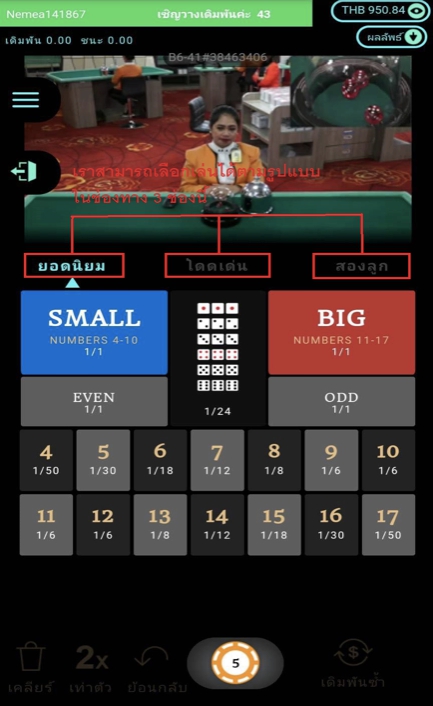 Nemea141867 เชิญวางเดิมพันค่ะ 43 THB 950.84
เดิมพัน 0.00 ชนะ 0.00 ผลลัพธ์
B6-41#38463406
เราสามารถเลือกเล่นได้ตามรูปแบบ
ในช่องทาง 3 ช่องนี้
ยอดนิยม โดดเด่น สองลูก
SMALL BIG
NUMBERS 4-10 NUMBERS 11-17
1/1 1/1
EVEN 1/24 ODD
1/1 1/1
4 5 6 7 8 9 10
1/50 1/30 1/18 1/12 1/8 1/6 1/6
11 12 13 14 15 16 17
1/6 1/6 1/8 1/12 1/18 1/30 1/50
2x 5 $
เคลียร์ เท่าตัว ย้อนกลับ เดิมพันซ้ำ